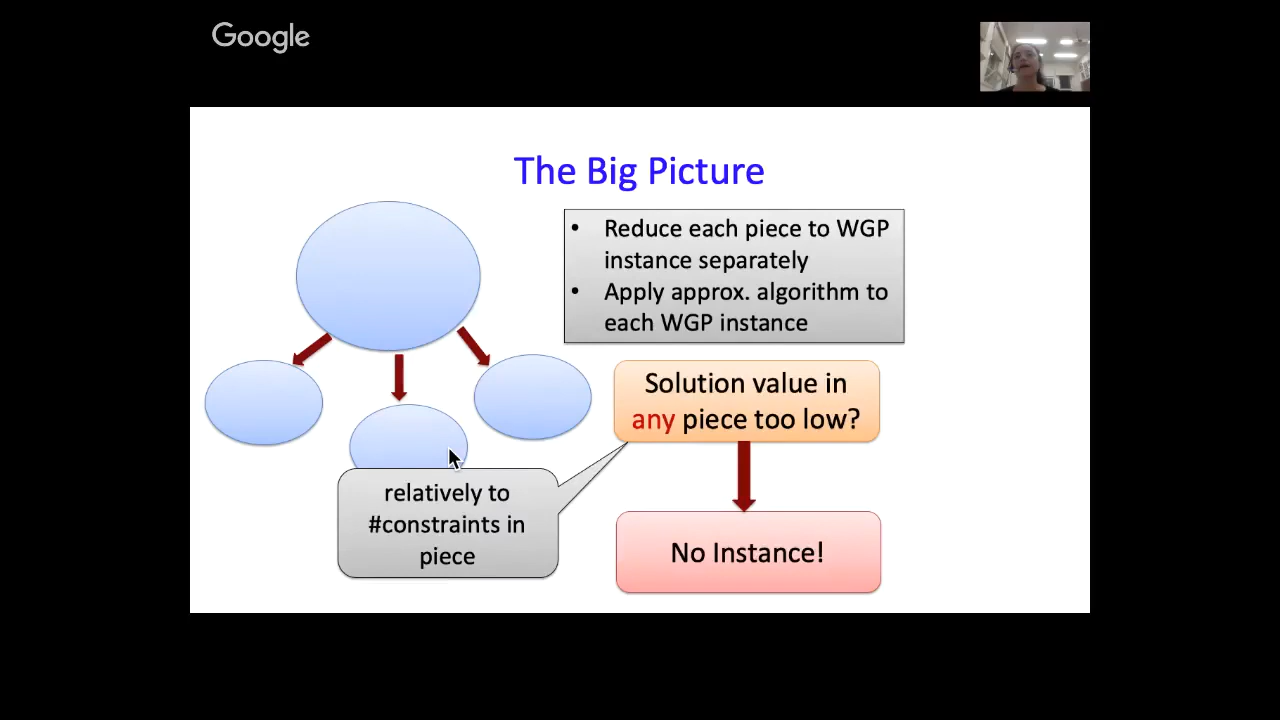 Google
The Big Picture
• Reduce each piece to WGP
instance separately
• Apply approx. algorithm to
each WGP instance
Solution value in
any piece too low?
relatively to
#constraints in
piece
No Instance!